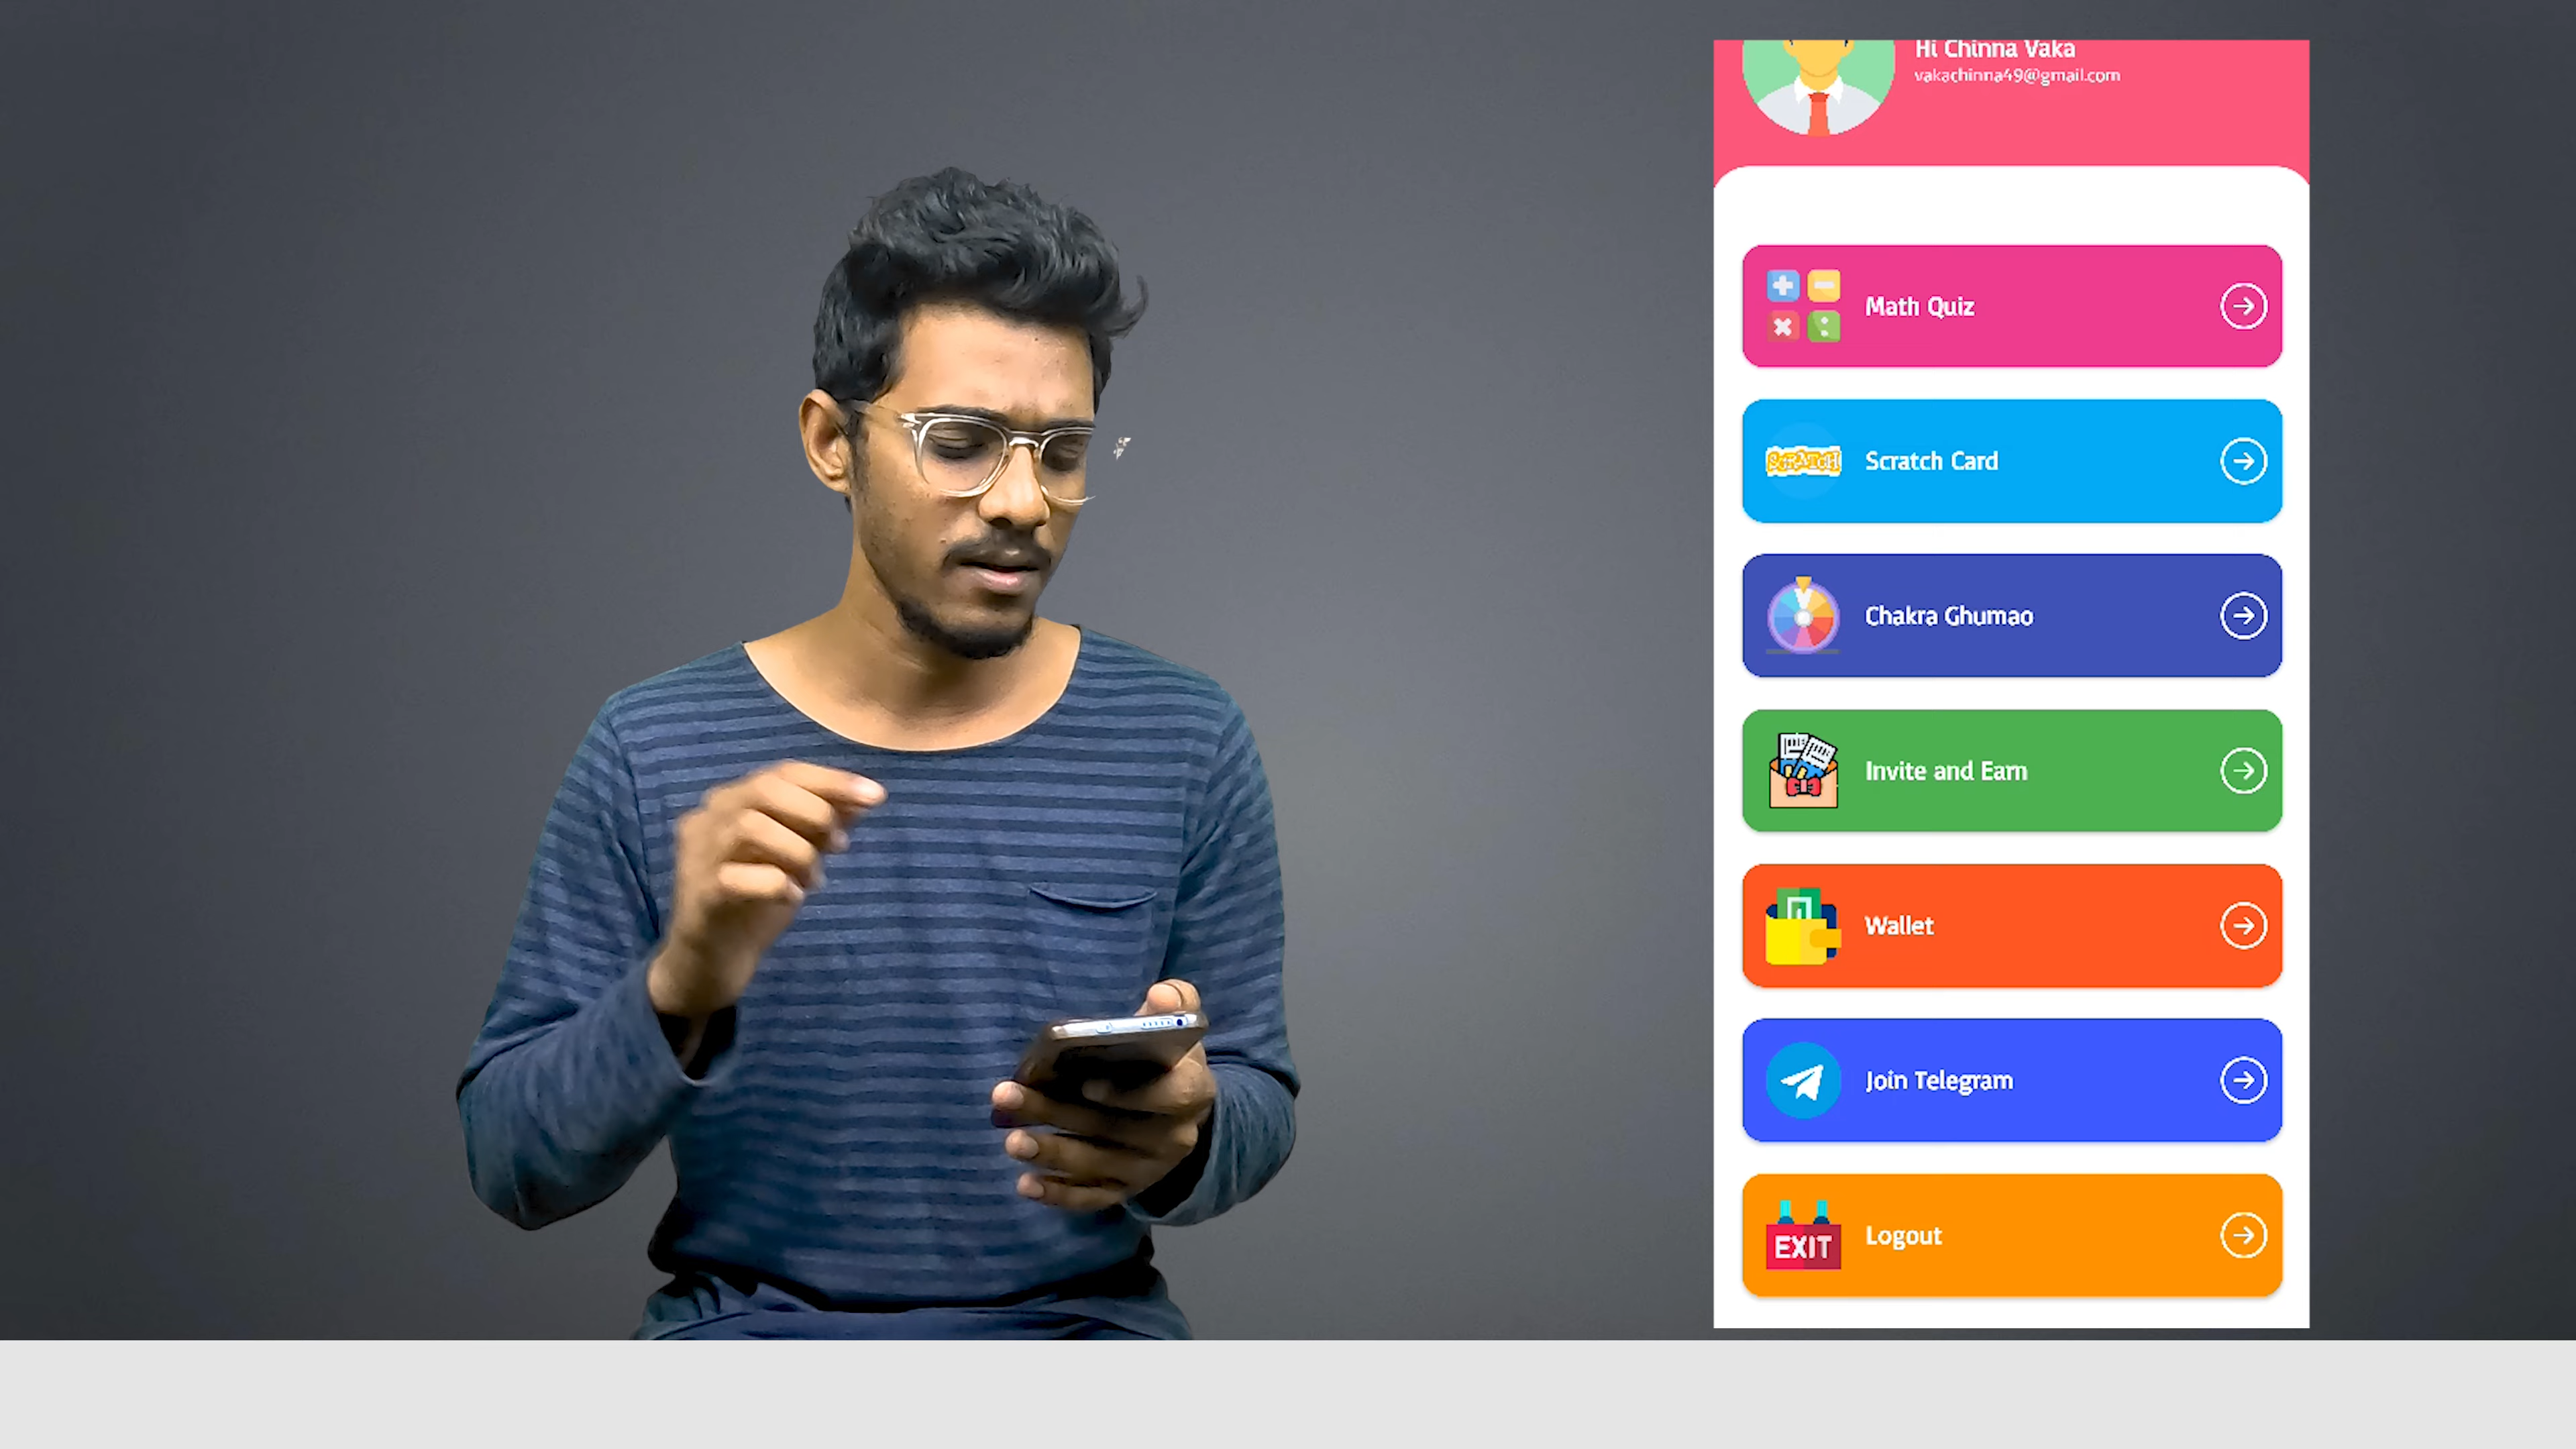 Hi Chinna Vaka
vakachinna49@gmail.com
Math Quiz
SCRATCH
Scratch Card
Chakra Ghumao
Invite and Earn
Wallet
Join Telegram
EXIT
Logout